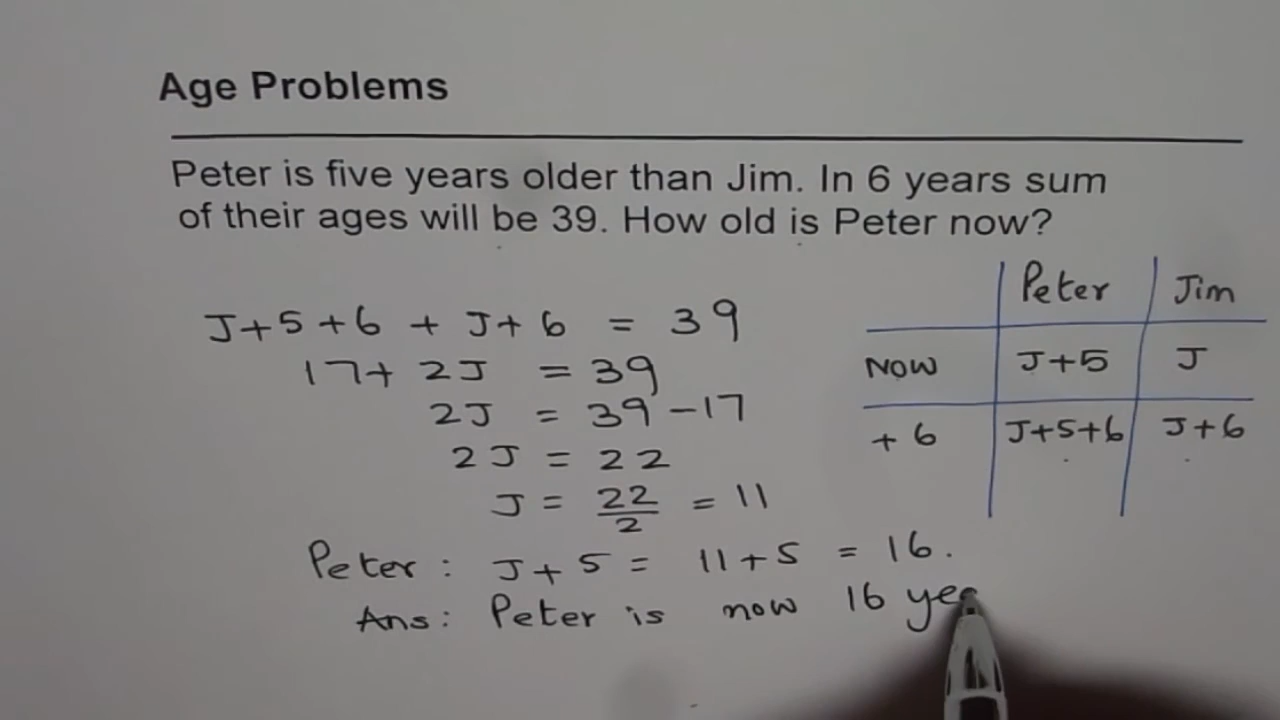 Age Problems
Peter is five years older than Jim. In 6 years sum
of their ages will be 39. How old is Peter now?
J+5+6 + J+6 = 39
17+ 2J = 39
2J = 39-17
2J = 22
J = 22/2 = 11
Peter: J+5 = 11+5 = 16.
Ans: Peter is now 16 yea
Peter Jim
NOW J+5 J
+6 J+5+6 J+6